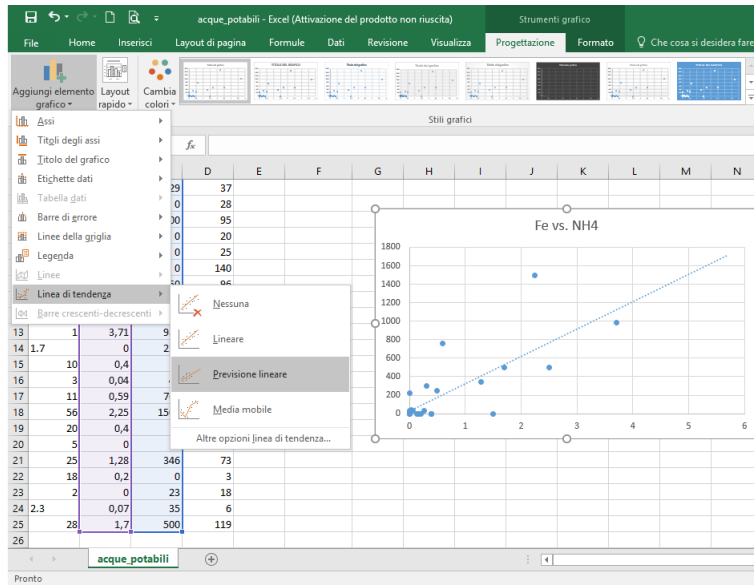 acque_potabili - Excel (Attivazione del prodotto non riuscita)
Strumenti grafico
File Home Inserisci Layout di pagina Formule Dati Revisione Visualizza Progettazione Formato Che cosa si desidera fare
Aggiungi elemento grafico
Layout rapido
Cambia colori
Stili grafici
Assi
Titoli degli assi
Titolo del grafico
Etichette dati
Tabella dati
Barre di errore
Linee della griglia
Legenda
Linee
Linea di tendenza
Barre crescenti-decrescenti
Nessuna
Lineare
Previsione lineare
Media mobile
Altre opzioni linea di tendenza...
fx
D E F G H I J K L M N
29 37
0 28
00 95
0 20
0 25
0 140
96
13 1 3,71 9
14 1.7 0 2
15 10 0,4
16 3 0,04
17 11 0,59 7
18 56 2,25 150
19 20 0,4
20 5 0
21 25 1,28 346 73
22 18 0,2 0 3
23 2 0 23 18
24 2.3 0,07 35 6
25 28 1,7 500 119
26
Fe vs. NH4
1800
1600
1400
1200
1000
800
600
400
200
0
0 1 2 3 4 5 6
acque_potabili
Pronto